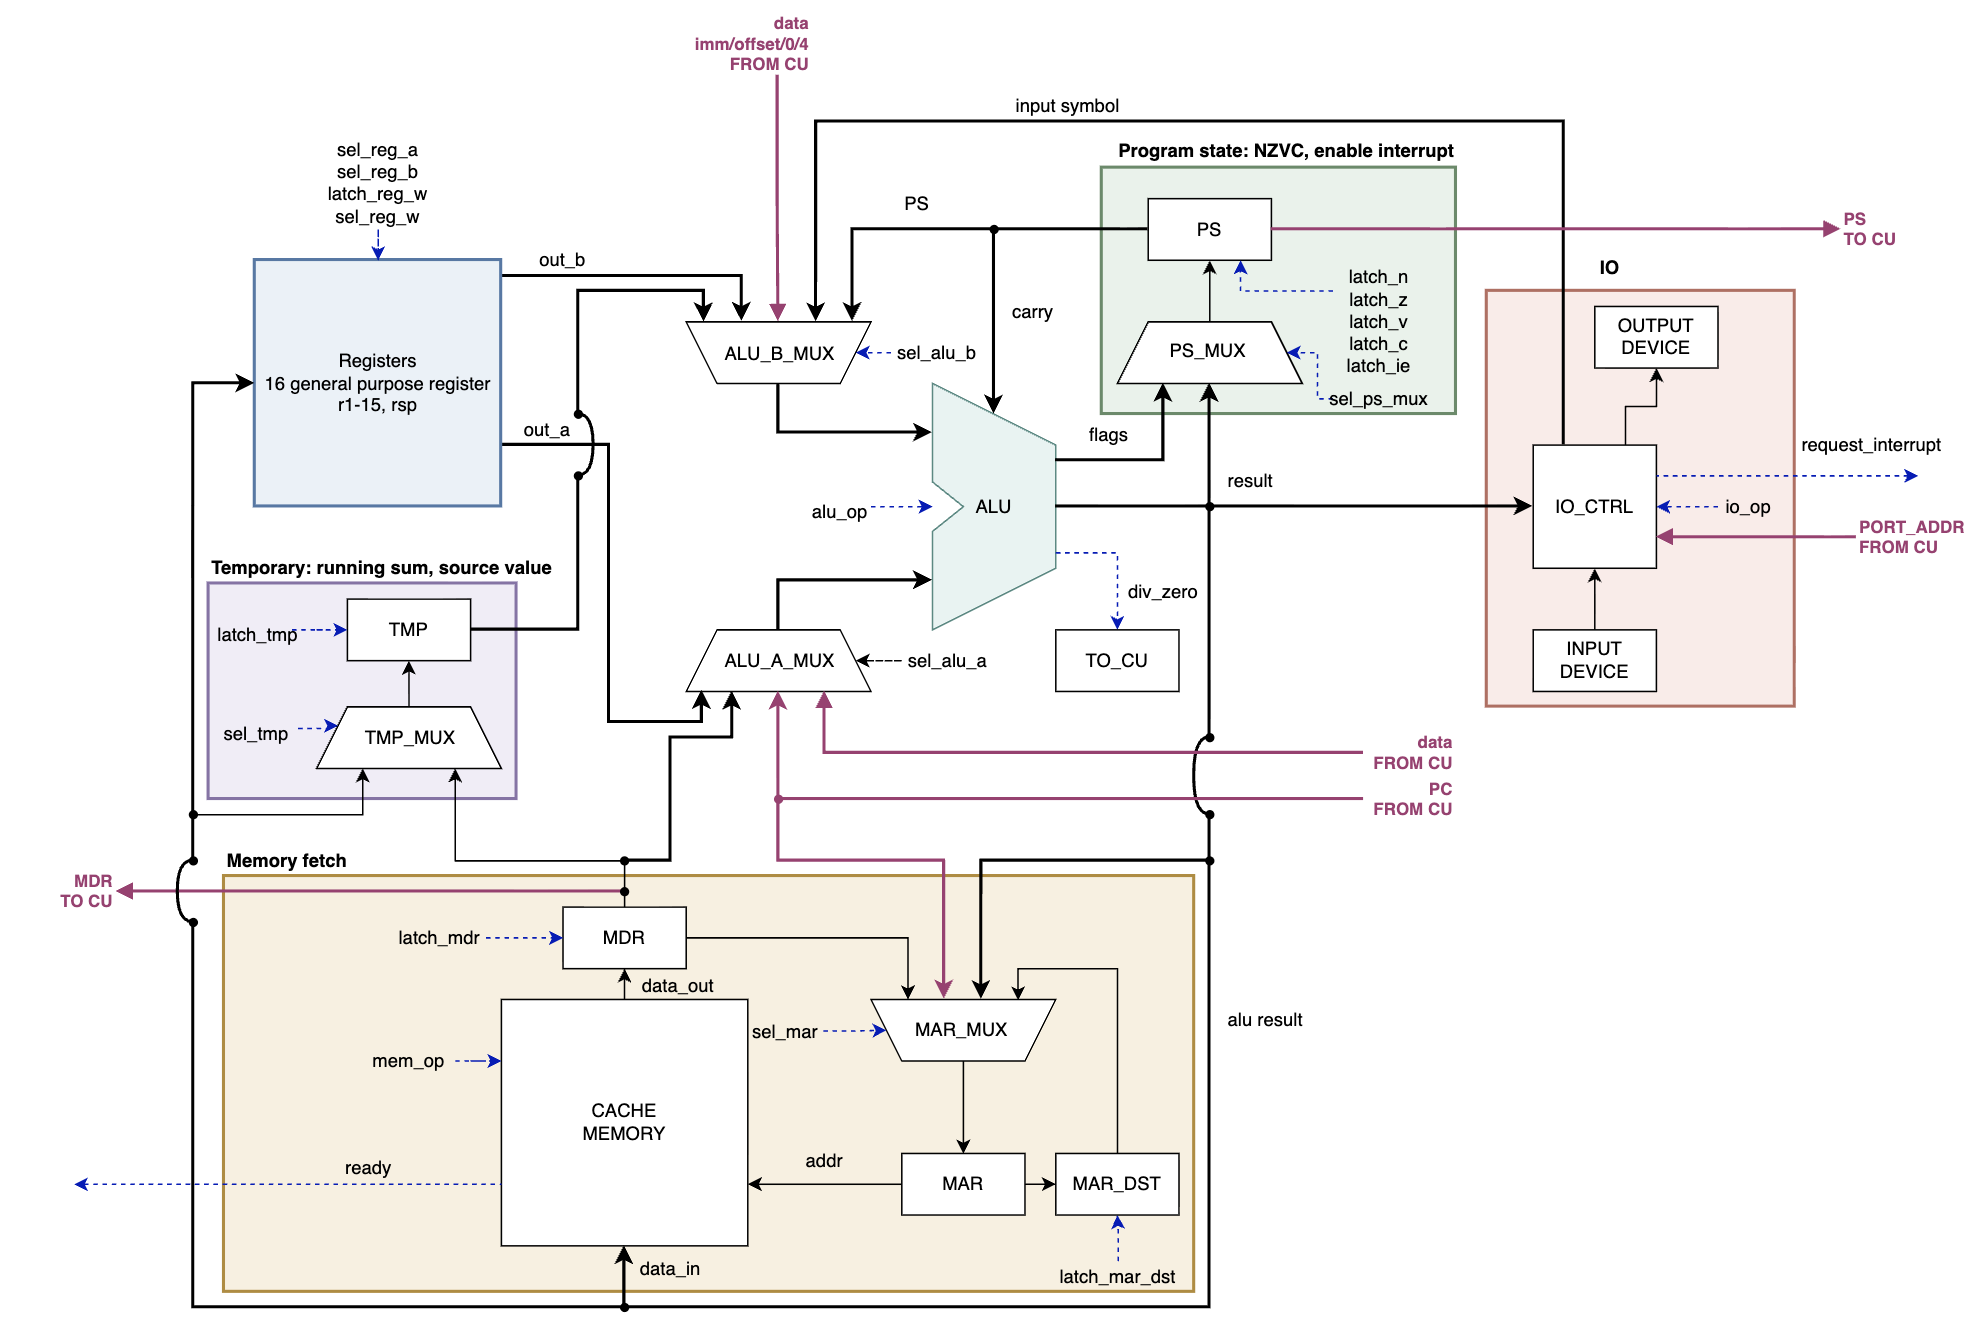 data
imm/offset/0/4
FROM CU
input symbol
sel_reg_a
sel_reg_b
latch_reg_w
sel_reg_w
Program state: NZVC, enable interrupt
PS
PS
PS
TO CU
out_b
IO
latch_n
latch_z
latch_v
latch_c
latch_ie
carry
OUTPUT
DEVICE
ALU_B_MUX
sel_alu_b
PS_MUX
sel_ps_mux
Registers
16 general purpose register
r1-15, rsp
out_a
flags
request_interrupt
result
alu_op
ALU
IO_CTRL
io_op
PORT_ADDR
FROM CU
Temporary: running sum, source value
div_zero
latch_tmp
TMP
ALU_A_MUX
sel_alu_a
TO_CU
INPUT
DEVICE
sel_tmp
TMP_MUX
data
FROM CU
PC
FROM CU
Memory fetch
MDR
TO CU
latch_mdr
MDR
data_out
sel_mar
MAR_MUX
alu result
mem_op
CACHE
MEMORY
ready
addr
MAR
MAR_DST
data_in
latch_mar_dst